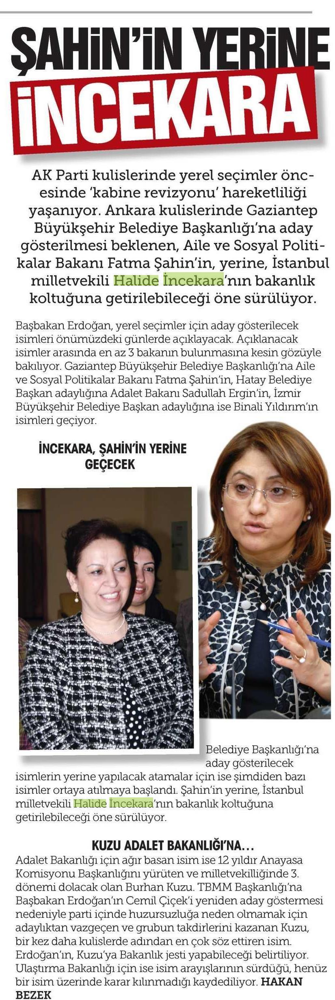 ŞAHİN'İN YERİNE
İNCEKARA
AK Parti kulislerinde yerel seçimler önc-
esinde 'kabine revizyonu' hareketliliği
yaşanıyor. Ankara kulislerinde Gaziantep
Büyükşehir Belediye Başkanlığı'na aday
gösterilmesi beklenen, Aile ve Sosyal Politi-
kalar Bakanı Fatma Şahin'in, yerine, İstanbul
milletvekili Halide İncekara'nın bakanlık
koltuğuna getirilebileceği öne sürülüyor.
Başbakan Erdoğan, yerel seçimler için aday gösterilecek
isimleri önümüzdeki günlerde açıklayacak. Açıklanacak
isimler arasında en az 3 bakanın bulunmasına kesin gözüyle
bakılıyor. Gaziantep Büyükşehir Belediye Başkanlığı'na Aile
ve Sosyal Politikalar Bakanı Fatma Şahin'in, Hatay Belediye
Başkan adaylığına Adalet Bakanı Sadullah Ergin'in, İzmir
Büyükşehir Belediye Başkan adaylığına ise Binali Yıldırım'ın
isimleri geçiyor.
İNCEKARA, ŞAHİN'İN YERİNE
GEÇECEK
Belediye Başkanlığı'na
aday gösterilecek
isimlerin yerine yapılacak atamalar için ise şimdiden bazı
isimler ortaya atılmaya başlandı. Şahin'in yerine, İstanbul
milletvekili Halide İncekara'nın bakanlık koltuğuna
getirilebileceği öne sürülüyor.
KUZU ADALET BAKANLIĞI'NA...
Adalet Bakanlığı için ağır basan isim ise 12 yıldır Anayasa
Komisyonu Başkanlığını yürüten ve milletvekilliğinde 3.
dönemi dolacak olan Burhan Kuzu. TBMM Başkanlığı'na
Başbakan Erdoğan'ın Cemil Çiçek'i yeniden aday göstermesi
nedeniyle parti içinde huzursuzluğa neden olmamak için
adaylıktan vazgeçen ve grubun takdirlerini kazanan Kuzu,
bir kez daha kulislerde adından en çok söz ettiren isim.
Erdoğan'ın, Kuzu'ya Bakanlık jesti yapabileceği belirtiliyor.
Ulaştırma Bakanlığı için ise isim arayışlarının sürdüğü, henüz
bir isim üzerinde karar kılınmadığı kaydediliyor. HAKAN
BEZEK